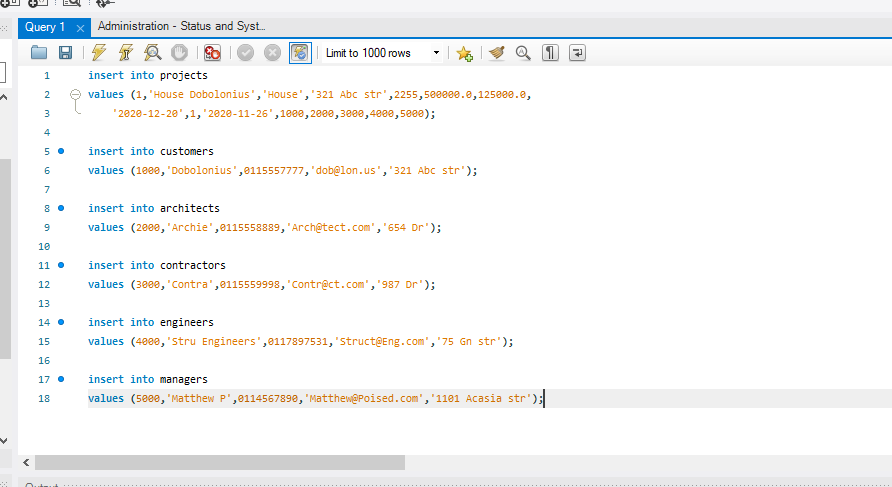 Query 1
Administration - Status and Syst...
Limit to 1000 rows
1 insert into projects
2 values (1,'House Dobolonius','House','321 Abc str',2255,500000.0,125000.0,
3 '2020-12-20',1,'2020-11-26',1000,2000,3000,4000,5000);
4
5 insert into customers
6 values (1000,'Dobolonius',0115557777,'dob@lon.us','321 Abc str');
7
8 insert into architects
9 values (2000,'Archie',0115558889,'Arch@tect.com','654 Dr');
10
11 insert into contractors
12 values (3000,'Contra',0115559998,'Contr@ct.com','987 Dr');
13
14 insert into engineers
15 values (4000,'Stru Engineers',0117897531,'Struct@Eng.com','75 Gn str');
16
17 insert into managers
18 values (5000,'Matthew P',0114567890,'Matthew@Poised.com','1101 Acasia str');
Output